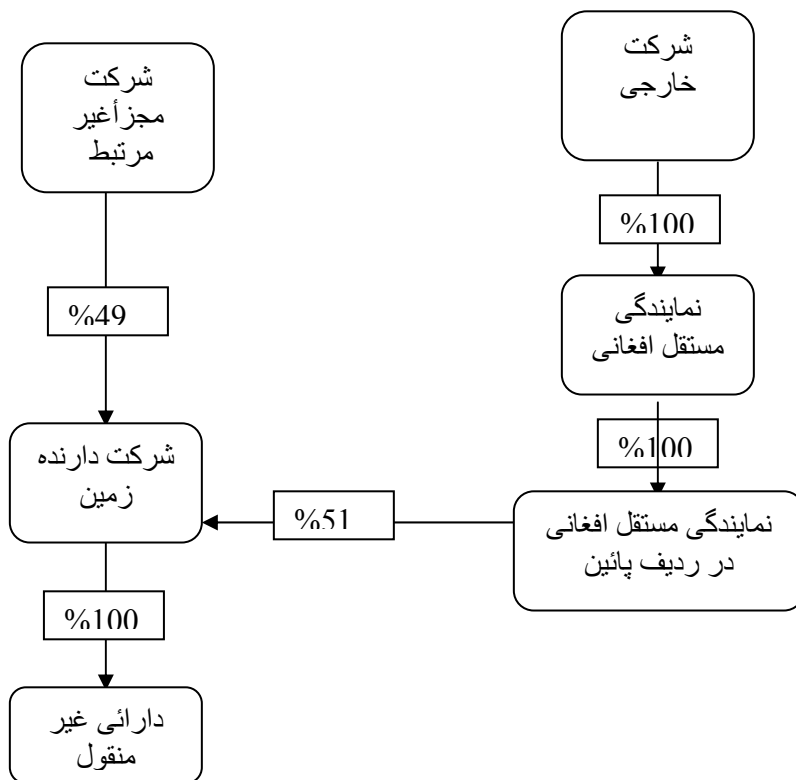 شرکت
خارجی
شرکت
مجزأغیر
مرتبط
%100
نمایندگی
مستقل افغانی
%49
%100
شرکت دارنده
زمین
%51
نمایندگی مستقل افغانی
در ردیف پائین
%100
دارائی غیر
منقول